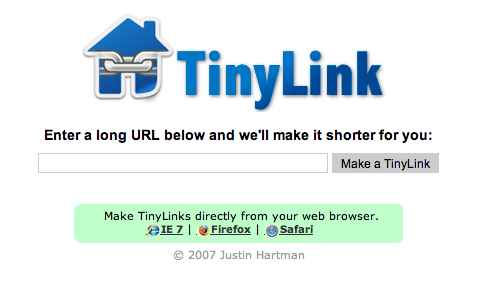 TinyLink
Enter a long URL below and we'll make it shorter for you:
Make a TinyLink
Make TinyLinks directly from your web browser.
IE 7 | Firefox | Safari
© 2007 Justin Hartman